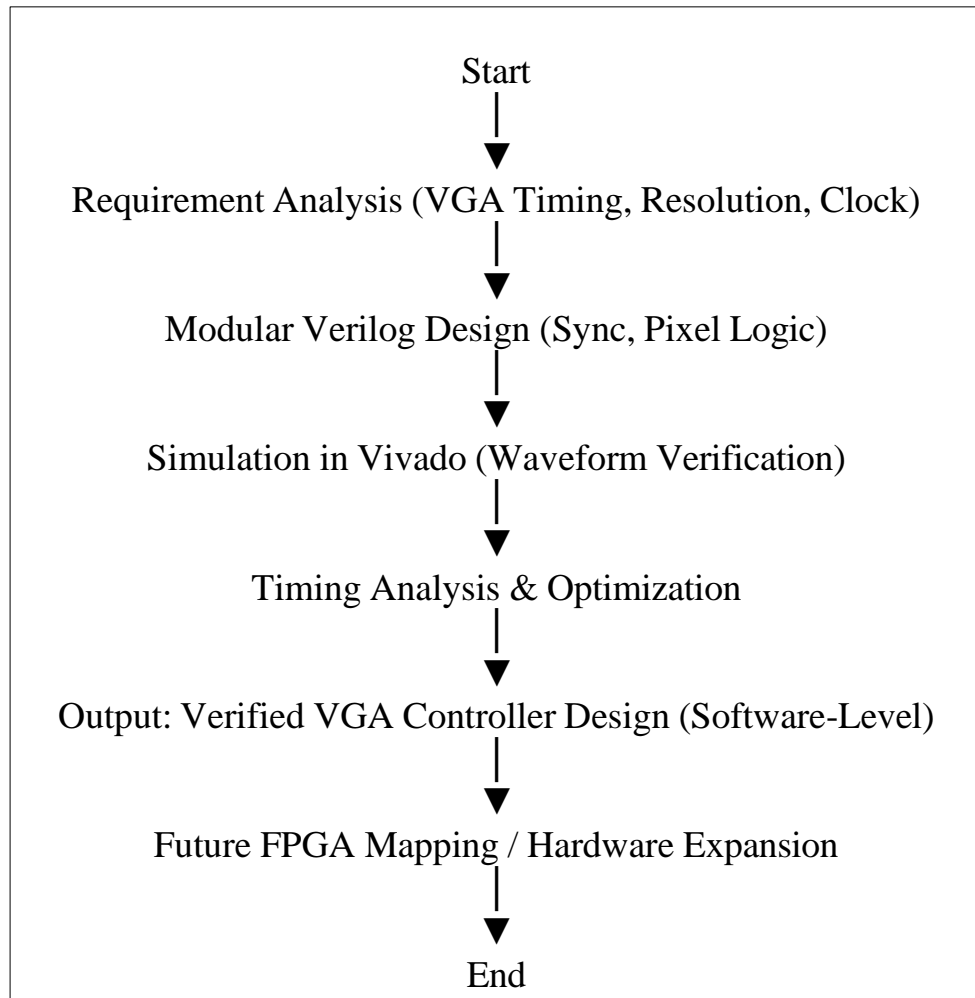 Start
Requirement Analysis (VGA Timing, Resolution, Clock)
Modular Verilog Design (Sync, Pixel Logic)
Simulation in Vivado (Waveform Verification)
Timing Analysis & Optimization
Output: Verified VGA Controller Design (Software-Level)
Future FPGA Mapping / Hardware Expansion
End